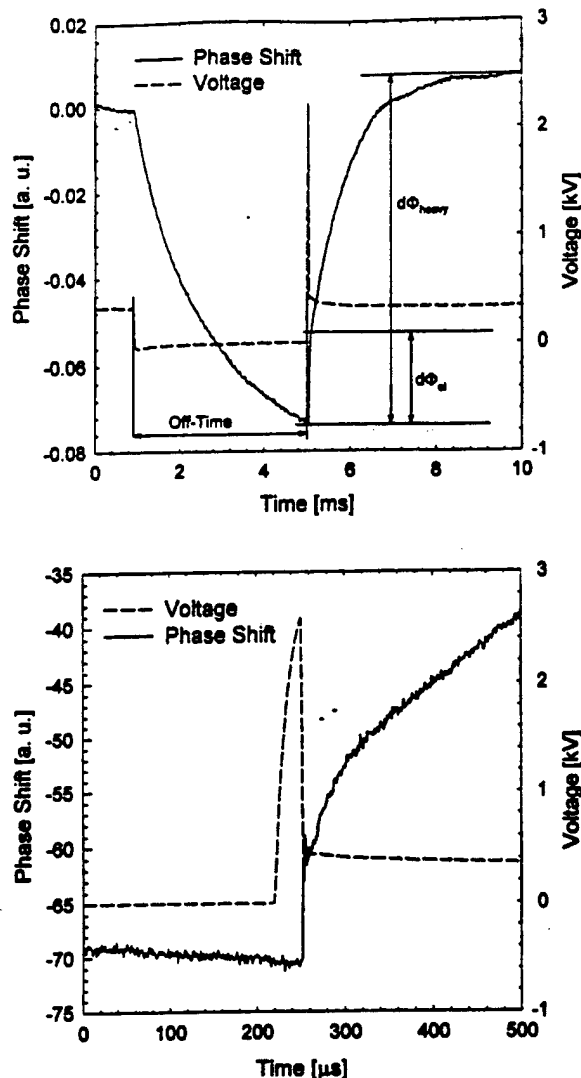 0.02
0.00
-0.02
-0.04
-0.06
-0.08
Phase Shift [a. u.]
Phase Shift
Voltage
dΦheavy
dΦel
Off-Time
3
2
1
0
-1
Voltage [kV]
0 2 4 6 8 10
Time [ms]
-35
-40
-45
-50
-55
-60
-65
-70
-75
Phase Shift [a. u.]
Voltage
Phase Shift
3
2
1
0
-1
Voltage [kV]
0 100 200 300 400 500
Time [μs]